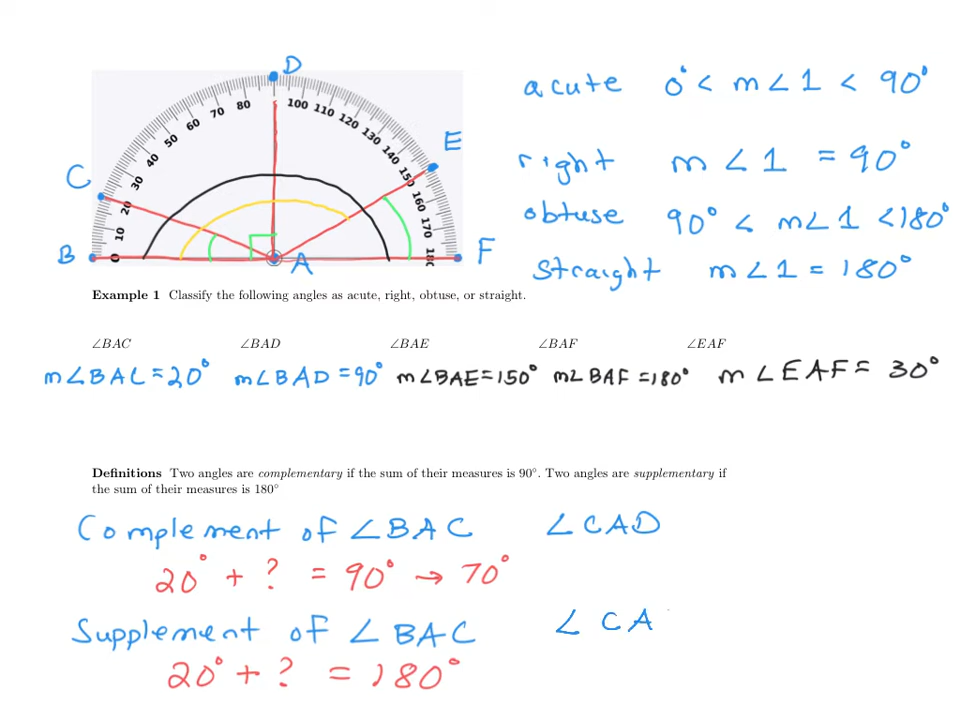 D
80 100 110 120 130 140 150 160 170 180
70 60 50 40 30 20 10 0
C
E
B
A
F
acute 0° < m∠1 < 90°
right m∠1 = 90°
obtuse 90° < m∠1 < 180°
straight m∠1 = 180°
Example 1 Classify the following angles as acute, right, obtuse, or straight.
∠BAC ∠BAD ∠BAE ∠BAF ∠EAF
m∠BAC = 20° m∠BAD = 90° m∠BAE = 150° m∠BAF = 180° m∠EAF = 30°
Definitions Two angles are complementary if the sum of their measures is 90°. Two angles are supplementary if
the sum of their measures is 180°
Complement of ∠BAC ∠CAD
20° + ? = 90° → 70°
Supplement of ∠BAC ∠CA
20° + ? = 180°